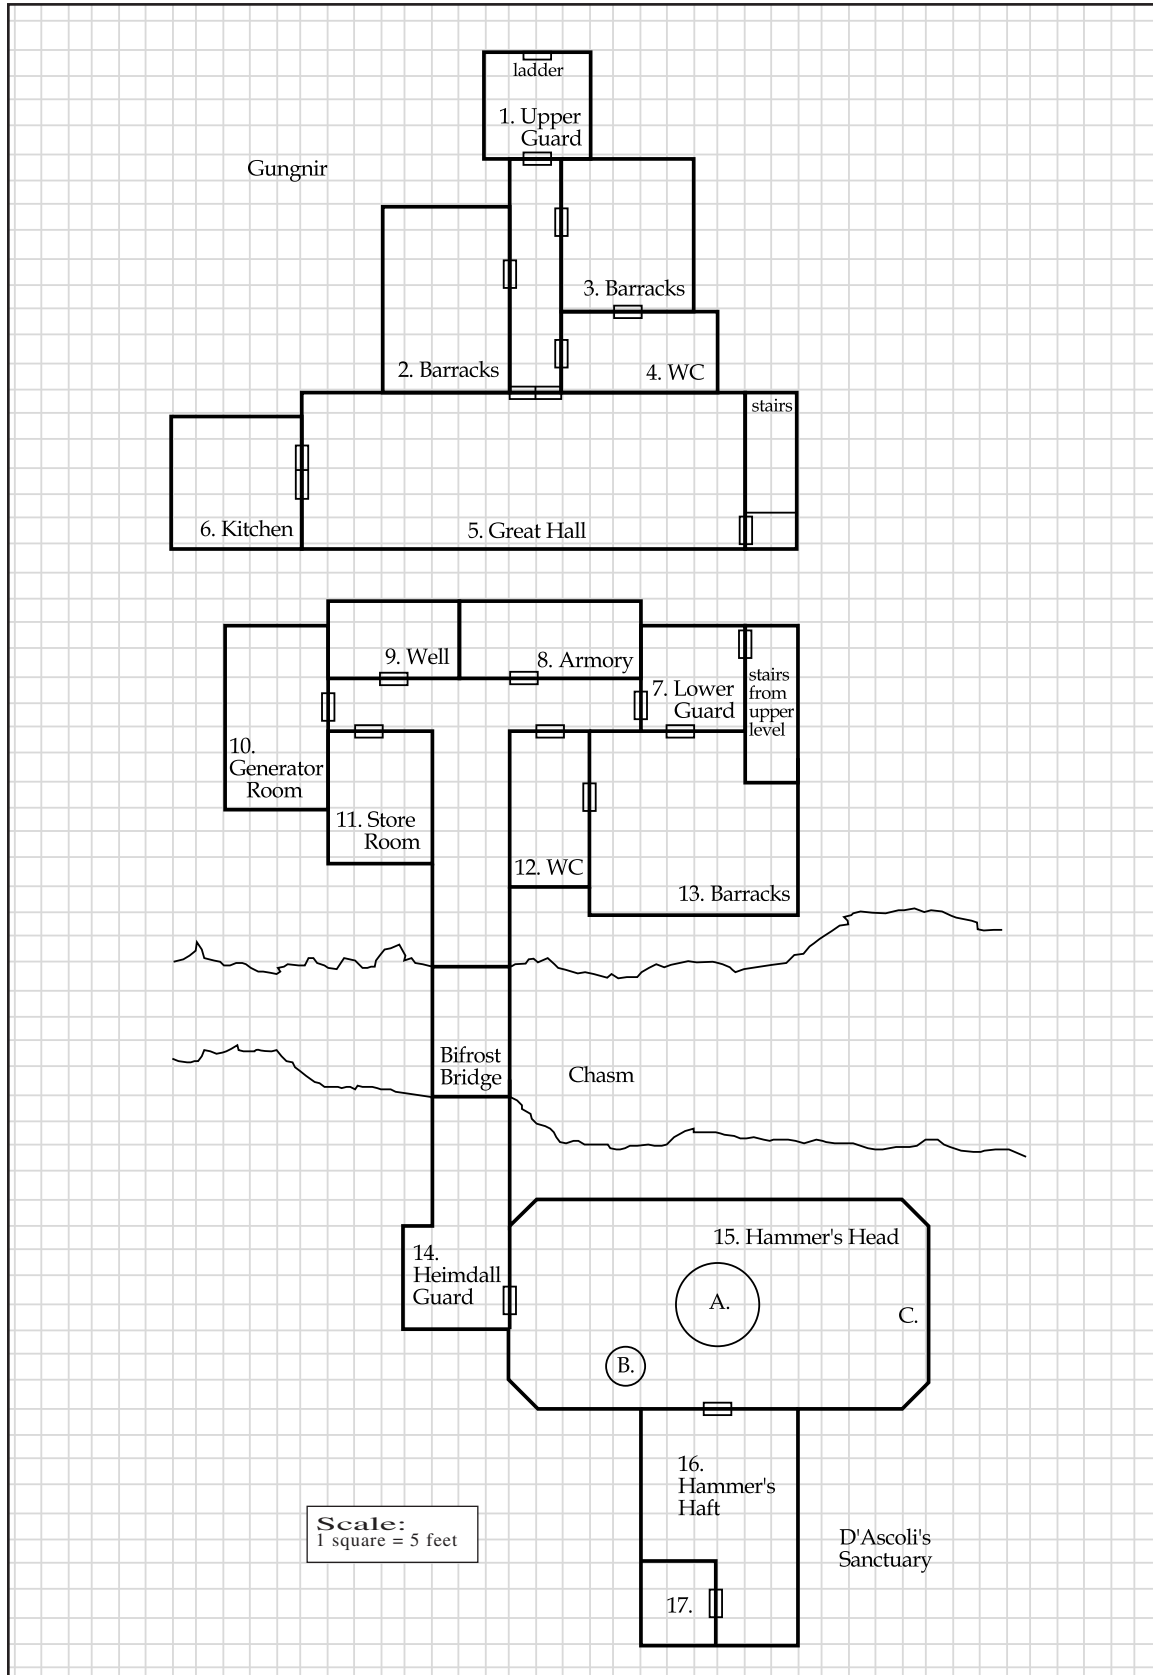 ladder
1. Upper
Guard
Gungnir
3. Barracks
2. Barracks
4. WC
stairs
6. Kitchen
5. Great Hall
9. Well
8. Armory
7. Lower
Guard
stairs
from
upper
level
10.
Generator
Room
11. Store
Room
12. WC
13. Barracks
Bifrost
Bridge
Chasm
15. Hammer's Head
14.
Heimdall
Guard
A.
C.
B.
16.
Hammer's
Haft
Scale:
1 square = 5 feet
D'Ascoli's
Sanctuary
17.